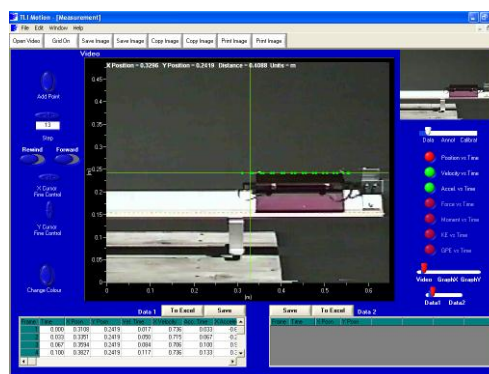 TLI Motion - [Measurement]
File Edit Window Help
Open Video Grid On Save Image Save Image Copy Image Copy Image Print Image Print Image
Video
X Position = 0.3296 Y Position = 0.2419 Distance = 0.4088 Units = m
0.45
0.4
0.35
0.3
0.2
0.15
0.1
0.05
0 0.1 0.2 0.3 0.4 0.5 0.6
[m]
Add Point
13
Step
Rewind Forward
X Cursor
Fine Control
Y Cursor
Fine Control
Change Colour
Data Annot Calibrat
Position vs Time
Velocity vs Time
Accel. vs Time
Force vs Time
Moment vs Time
KE vs Time
GPE vs Time
Video GraphX GraphY
Data1 Data2
Data 1 To Excel Save
Save To Excel Data 2
Frame Time
1 0.000 0.3108 0.2419 0.017 0.736 0.033
2 0.033 0.3351 0.2419 0.050 0.715 0.067
3 0.067 0.3594 0.2419 0.084 0.706 0.100
4 0.100 0.3827 0.2419 0.117 0.736 0.133
Frame Time